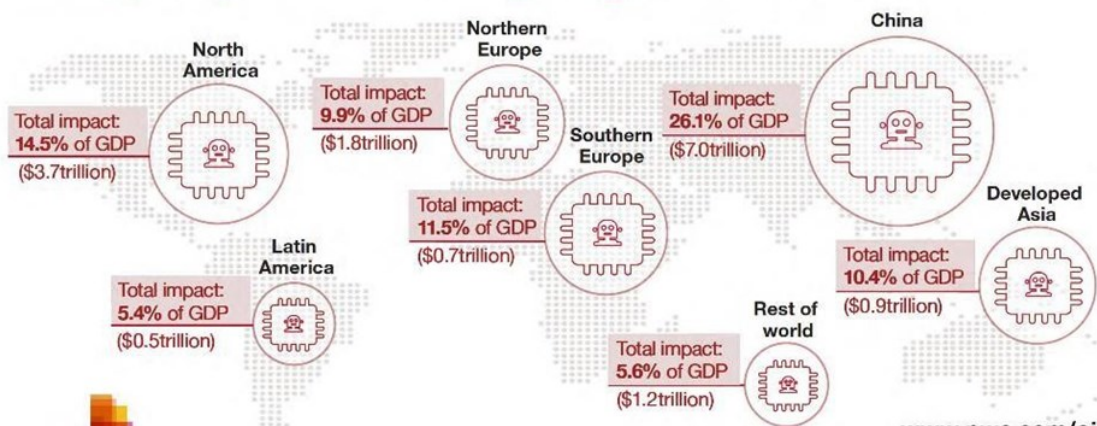 North
America
Total impact:
14.5% of GDP
($3.7trillion)
Northern
Europe
Total impact:
9.9% of GDP
($1.8trillion)
China
Total impact:
26.1% of GDP
($7.0trillion)
Southern
Europe
Total impact:
11.5% of GDP
($0.7trillion)
Developed
Asia
Total impact:
10.4% of GDP
($0.9trillion)
Latin
America
Total impact:
5.4% of GDP
($0.5trillion)
Rest of
world
Total impact:
5.6% of GDP
($1.2trillion)